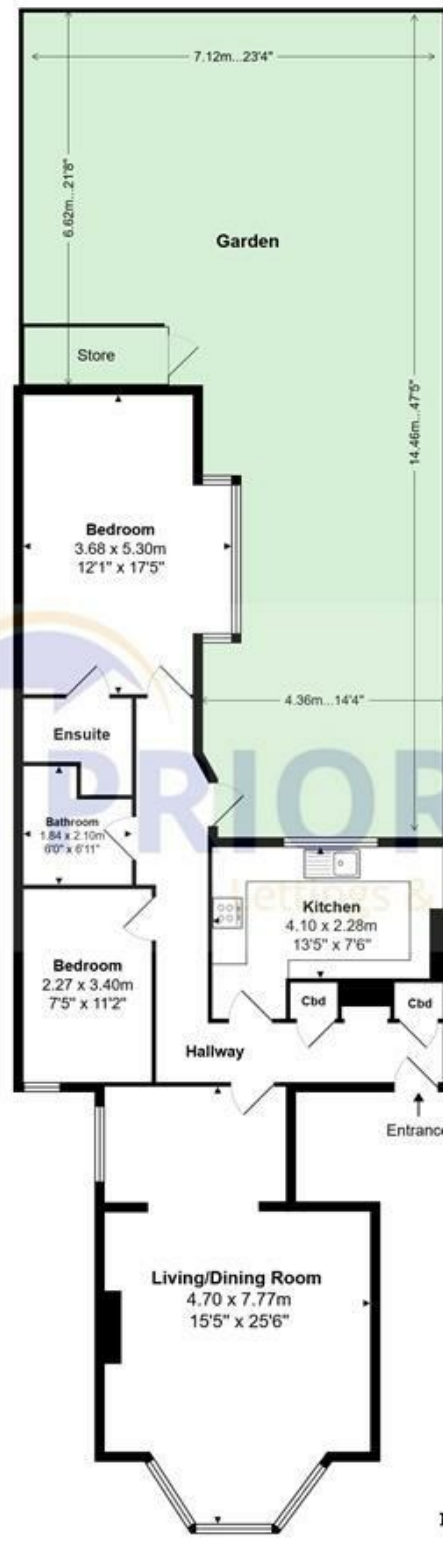 7.12m...23'4"
6.62m...21'8"
Garden
14.46m...47'5"
Store
Bedroom
3.68 x 5.30m
12'1" x 17'5"
4.36m...14'4"
Ensuite
PRIOR
Bathroom
1.84 x 2.10m
6'0" x 6'11"
Lettings &
Kitchen
4.10 x 2.28m
13'5" x 7'6"
Bedroom
2.27 x 3.40m
7'5" x 11'2"
Cbd
Cbd
Hallway
Entrance
Living/Dining Room
4.70 x 7.77m
15'5" x 25'6"